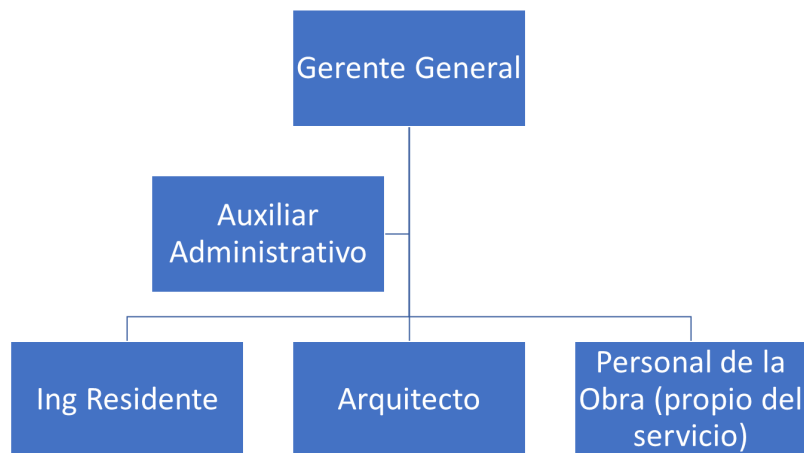 Gerente General
Auxiliar
Administrativo
Ing Residente
Arquitecto
Personal de la
Obra (propio del
servicio)